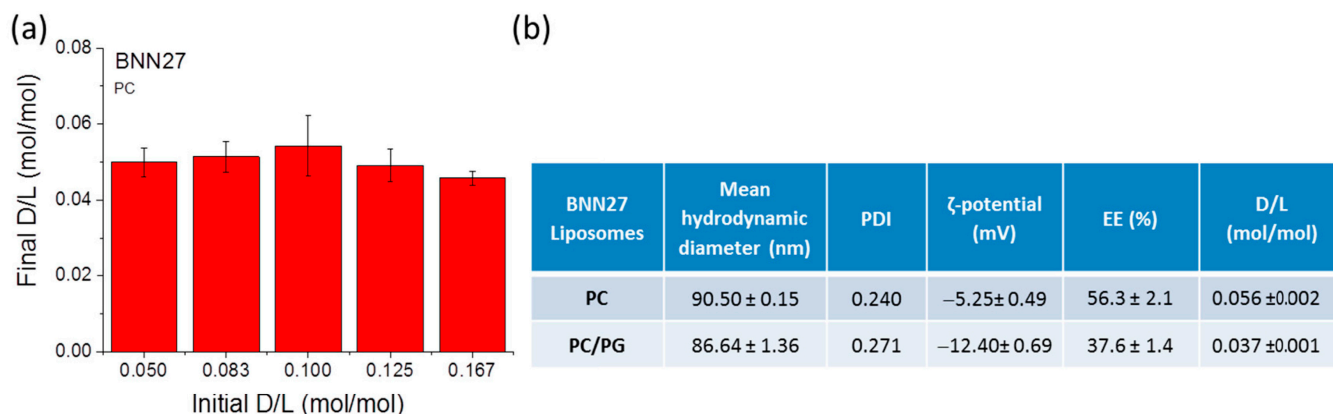 (a)
BNN27
PC
0.08
0.06
0.04
0.02
0.00
Final D/L (mol/mol)
0.050 0.083 0.100 0.125 0.167
Initial D/L (mol/mol)
(b)
BNN27 Liposomes Mean hydrodynamic diameter (nm) PDI ζ-potential (mV) EE (%) D/L (mol/mol)
PC 90.50 ± 0.15 0.240 −5.25± 0.49 56.3 ± 2.1 0.056 ±0.002
PC/PG 86.64 ± 1.36 0.271 −12.40± 0.69 37.6 ± 1.4 0.037 ±0.001